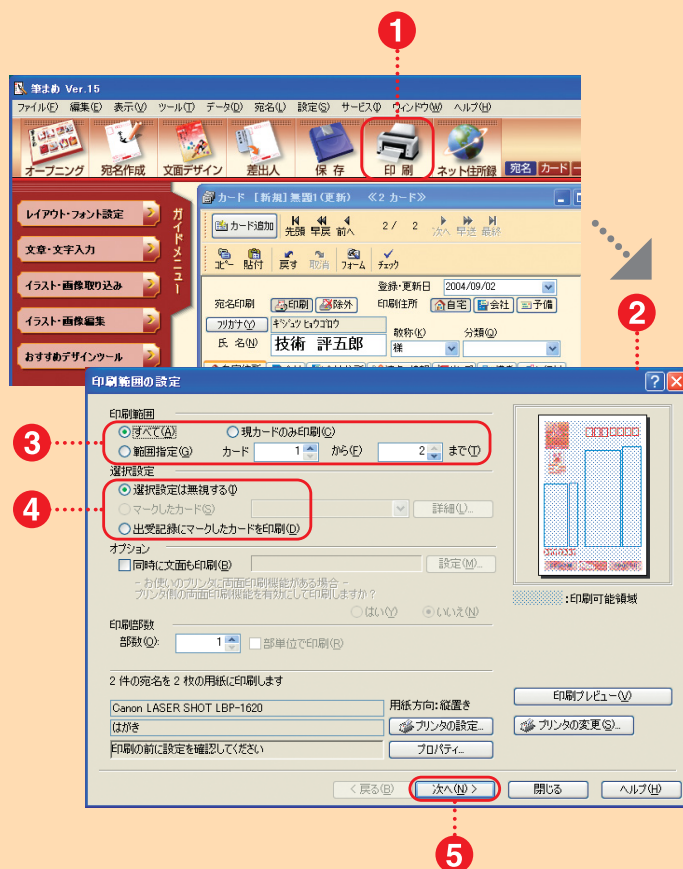 1
筆まめ Ver.15
ファイル(F) 編集(E) 表示(V) ツール(T) データ(D) 宛名(L) 設定(S) サービス(I) ウィンドウ(W) ヘルプ(H)
オープニング 宛名作成 文面デザイン 差出人 保存 印刷 ネット住所録 宛名 カード
レイアウト・フォント設定
文章・文字入力
イラスト・画像取り込み
イラスト・画像編集
おすすめデザインツール
ガイドメニュー
カード [新規]無題1(更新) ≪2 カード≫
カード追加 先頭 早戻 前へ 2/ 2 次へ 早送 最終
コピー 貼付 戻す 取消 フォーム チェック
登録・更新日 2004/09/02
宛名印刷 印刷 除外 印刷住所 自宅 会社 予備
フリガナ(Y) ギジュツ ヒョウゴロウ
敬称(K) 分類(Q)
氏 名(N) 技術 評五郎 様
2
印刷範囲の設定
印刷範囲
3
すべて(A) 現カードのみ印刷(C)
範囲指定(G) カード 1 から(F) 2 まで(T)
選択設定
4
選択設定は無視する(I)
マークしたカード(S) 詳細(L)...
出受記録にマークしたカードを印刷(D)
オプション
同時に文面も印刷(B) 設定(M)...
- お使いのプリンタに両面印刷機能がある場合 -
プリンタ側の両面印刷機能を有効にして印刷しますか?
はい(Y) いいえ(N)
:印刷可能領域
印刷部数
部数(O): 1 部単位で印刷(R)
2 件の宛名を 2 枚の用紙に印刷します
印刷プレビュー(V)
Canon LASER SHOT LBP-1620 用紙方向:縦置き
はがき プリンタの設定... プリンタの変更(S)...
印刷の前に設定を確認してください プロパティ...
< 戻る(B) 次へ(N) > 閉じる ヘルプ(H)
5